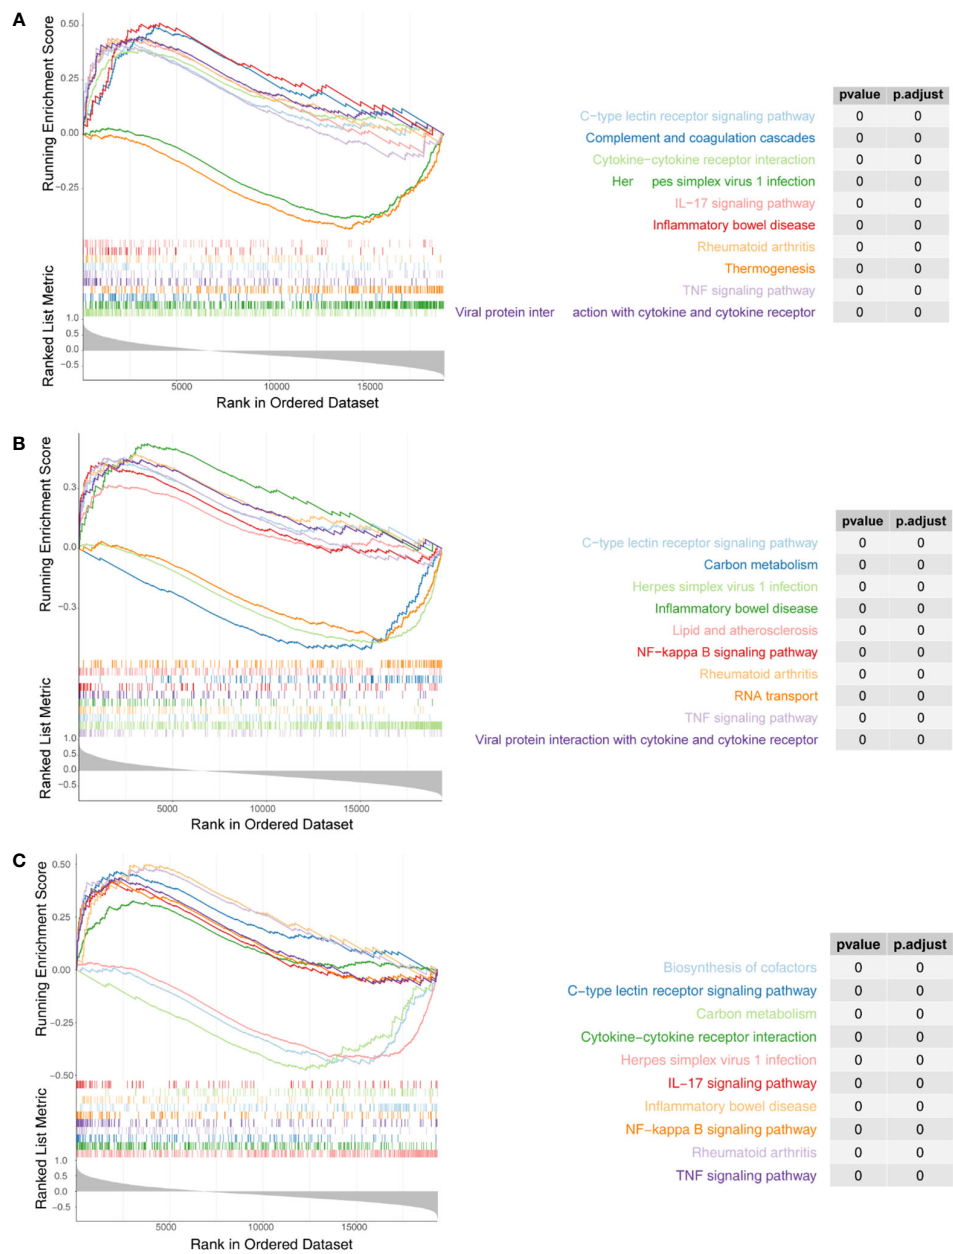 A
Running Enrichment Score
0.50
0.25
0.00
−0.25
Ranked List Metric
1.0
0.5
0.0
−0.5
5000 10000 15000
Rank in Ordered Dataset
pvalue p.adjust
C−type lectin receptor signaling pathway 0 0
Complement and coagulation cascades 0 0
Cytokine−cytokine receptor interaction 0 0
Her pes simplex virus 1 infection 0 0
IL−17 signaling pathway 0 0
Inflammatory bowel disease 0 0
Rheumatoid arthritis 0 0
Thermogenesis 0 0
TNF signaling pathway 0 0
Viral protein inter action with cytokine and cytokine receptor 0 0
B
Running Enrichment Score
0.3
0.0
−0.3
Ranked List Metric
1.0
0.5
0.0
−0.5
5000 10000 15000
Rank in Ordered Dataset
pvalue p.adjust
C−type lectin receptor signaling pathway 0 0
Carbon metabolism 0 0
Herpes simplex virus 1 infection 0 0
Inflammatory bowel disease 0 0
Lipid and atherosclerosis 0 0
NF−kappa B signaling pathway 0 0
Rheumatoid arthritis 0 0
RNA transport 0 0
TNF signaling pathway 0 0
Viral protein interaction with cytokine and cytokine receptor 0 0
C
Running Enrichment Score
0.50
0.25
0.00
−0.25
−0.50
Ranked List Metric
1.0
0.5
0.0
−0.5
5000 10000 15000
Rank in Ordered Dataset
pvalue p.adjust
Biosynthesis of cofactors 0 0
C−type lectin receptor signaling pathway 0 0
Carbon metabolism 0 0
Cytokine−cytokine receptor interaction 0 0
Herpes simplex virus 1 infection 0 0
IL−17 signaling pathway 0 0
Inflammatory bowel disease 0 0
NF−kappa B signaling pathway 0 0
Rheumatoid arthritis 0 0
TNF signaling pathway 0 0